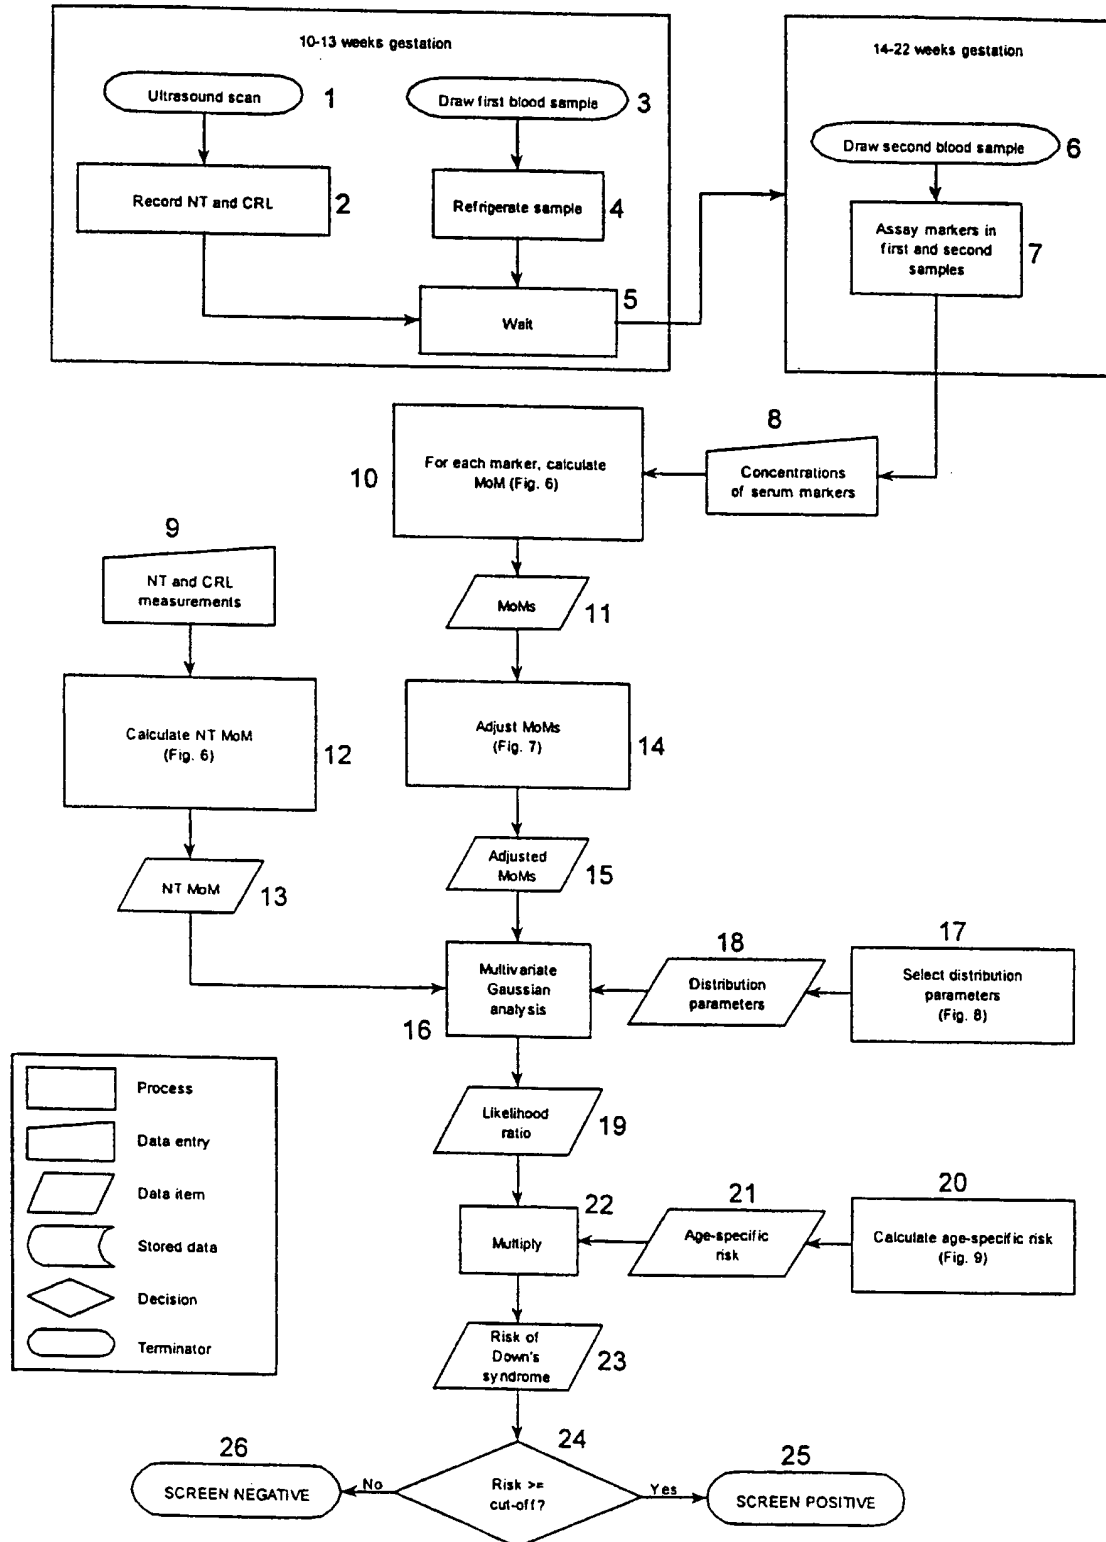 10-13 weeks gestation
14-22 weeks gestation
Ultrasound scan
1
Draw first blood sample
3
Draw second blood sample
6
Record NT and CRL
2
Refrigerate sample
4
Assay markers in
first and second
samples
7
5
Wait
8
10
For each marker, calculate
MoM (Fig. 6)
Concentrations
of serum markers
9
NT and CRL
measurements
MoMs
11
Calculate NT MoM
(Fig. 6)
12
Adjust MoMs
(Fig. 7)
14
NT MoM
13
Adjusted
MoMs
15
Multivariate
Gaussian
analysis
16
18
Distribution
parameters
17
Select distribution
parameters
(Fig. 8)
Process
Data entry
Data item
Stored data
Decision
Terminator
Likelihood
ratio
19
22
Multiply
21
Age-specific
risk
20
Calculate age-specific risk
(Fig. 9)
Risk of
Down's
syndrome
23
24
Risk >=
cut-off?
26
SCREEN NEGATIVE
No
Yes
25
SCREEN POSITIVE